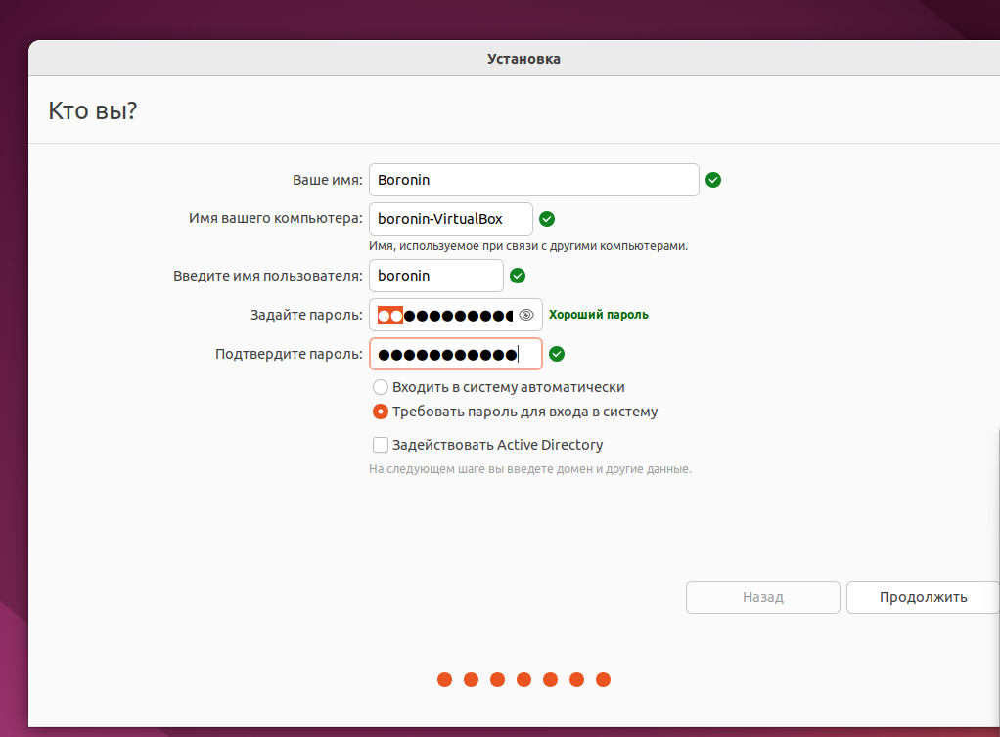 Установка
Кто вы?
Ваше имя: Boronin
Имя вашего компьютера: boronin-VirtualBox
Имя, используемое при связи с другими компьютерами.
Введите имя пользователя: boronin
Задайте пароль: ●●●●●●●●●●● Хороший пароль
Подтвердите пароль: ●●●●●●●●●●●
Входить в систему автоматически
Требовать пароль для входа в систему
Задействовать Active Directory
На следующем шаге вы введете домен и другие данные.
Назад Продолжить